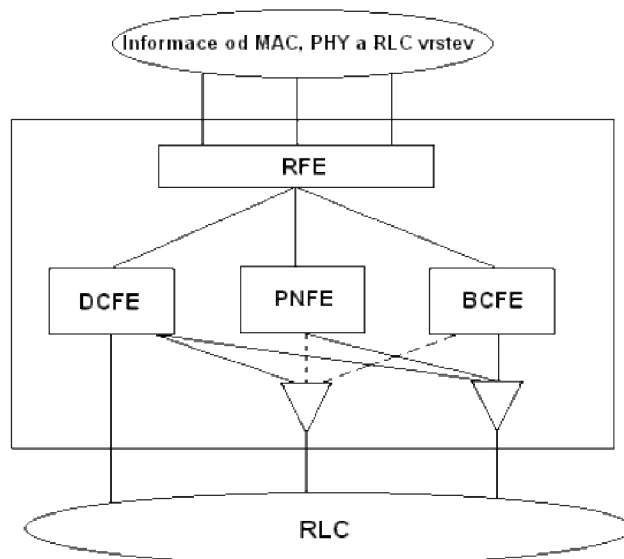 Informace od MAC, PHY a RLC vrstev
RFE
DCFE
PNFE
BCFE
RLC